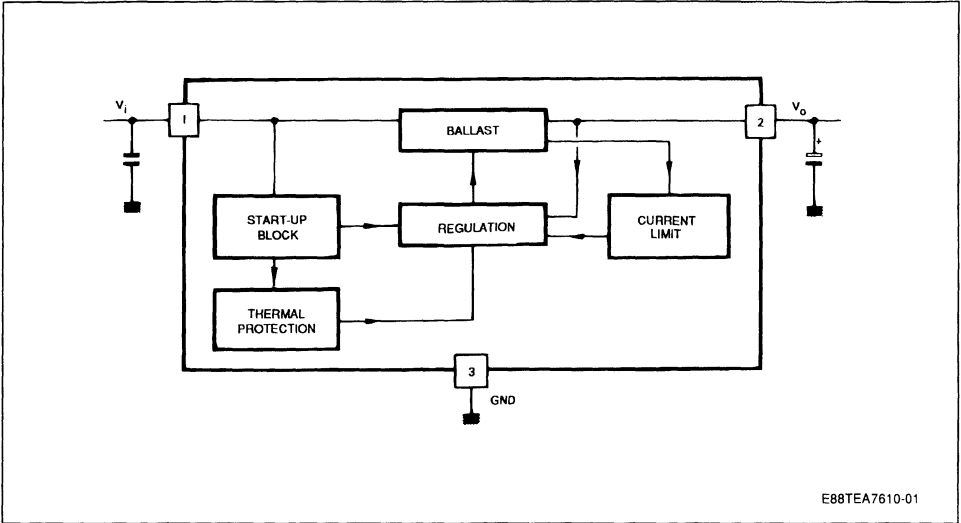 Vi
1
BALLAST
2
Vo
+
START-UP
BLOCK
REGULATION
CURRENT
LIMIT
THERMAL
PROTECTION
3
GND
E88TEA7610-01